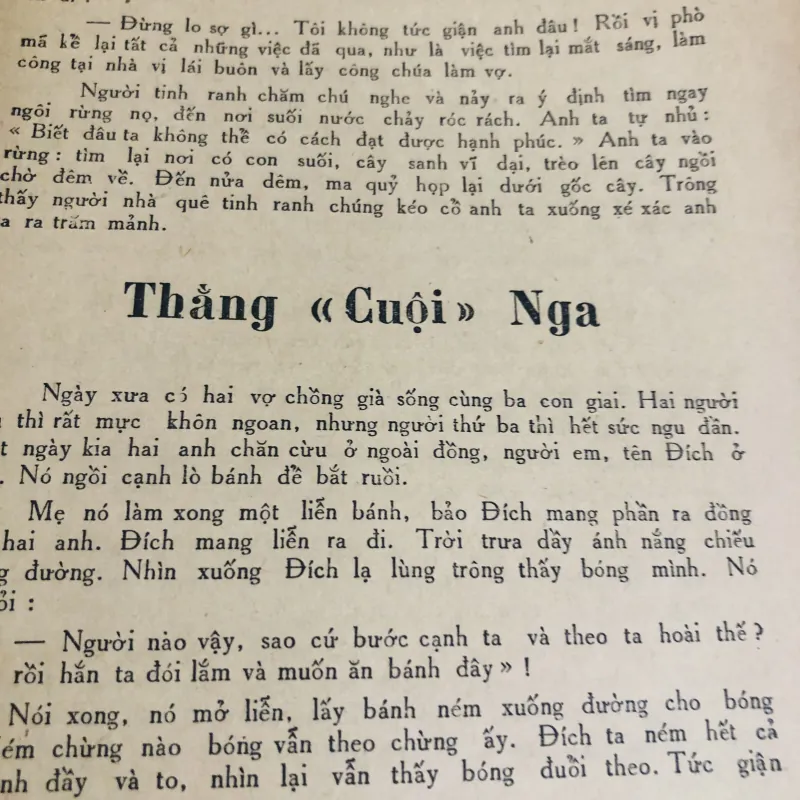 — Đừng lo sợ gì... Tôi không tức giận anh đâu! Rồi vị phò
mã kề lại tất cả những việc đã qua, như là việc tìm lại mắt sáng, làm
công tại nhà vị lái buôn và lấy công chúa làm vợ.
Người tinh ranh chăm chú nghe và nảy ra ý định tìm ngay
ngôi rừng nọ, đến nơi suối nước chảy róc rách. Anh ta tự nhủ:
« Biết đâu ta không thể có cách đạt được hạnh phúc. » Anh ta vào
rừng: tìm lại nơi có con suối, cây sanh vĩ dại, trèo lên cây ngồi
chờ đêm về. Đến nửa đêm, ma quỷ họp lại dưới gốc cây. Trông
thấy người nhà quê tinh ranh chúng kéo cồ anh ta xuống xé xác anh
a ra trăm mảnh.
Thằng «Cuội» Nga
Ngày xưa có hai vợ chồng già sống cùng ba con giai. Hai người
thì rất mực khôn ngoan, nhưng người thứ ba thì hết sức ngu đần.
t ngày kia hai anh chăn cừu ở ngoài đồng, người em, tên Đích ở
. Nó ngồi cạnh lò bánh đề bắt ruồi.
Mẹ nó làm xong một liễn bánh, bảo Đích mang phần ra đồng
hai anh. Đích mang liễn ra đi. Trời trưa đầy ánh nắng chiếu
g đường. Nhìn xuống Đích lạ lùng trông thấy bóng mình. Nó
ỏi :
— Người nào vậy, sao cứ bước cạnh ta và theo ta hoài thế?
rồi hắn ta đói lắm và muốn ăn bánh đây» !
Nói xong, nó mở liễn, lấy bánh ném xuống đường cho bóng
ém chừng nào bóng vẫn theo chừng ấy. Đích ta ném hết cả
nh đầy và to, nhìn lại vẫn thấy bóng đuồi theo. Tức giận